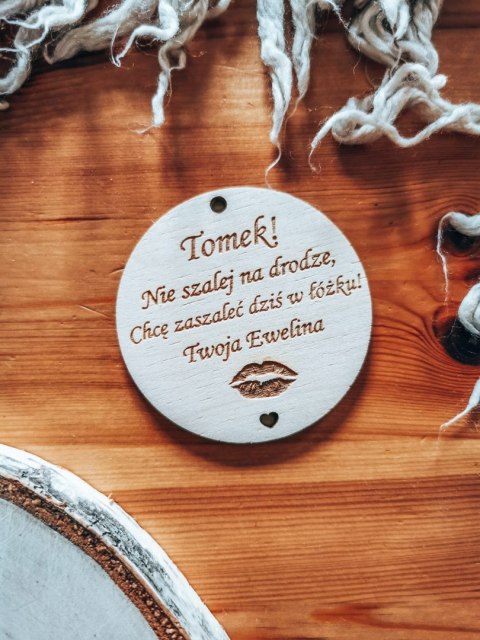 Tomek!
Nie szalej na drodze,
Chcę zaszaleć dziś w łóżku!
Twoja Ewelina